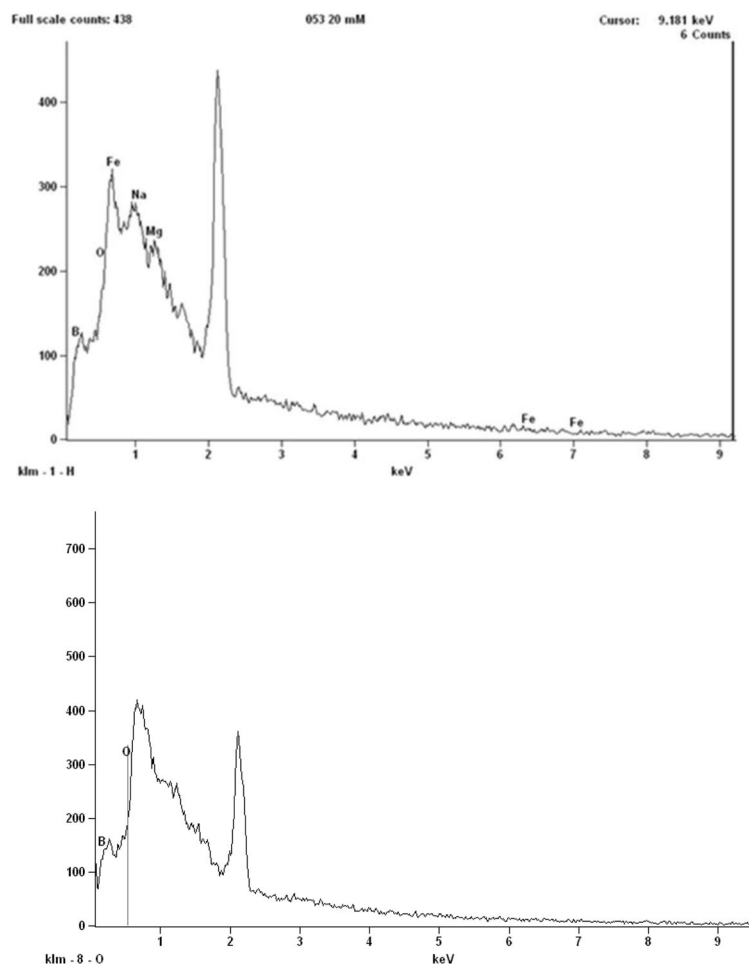 Full scale counts: 438 053 20 mM Cursor: 9.181 keV
6 Counts
400
Fe
300
Na
Mg
O
200
B
100
Fe Fe
0
1 2 3 4 5 6 7 8 9
klm - 1 - H keV
700
600
500
400
O
300
200
B
100
0
1 2 3 4 5 6 7 8 9
klm - 8 - O keV